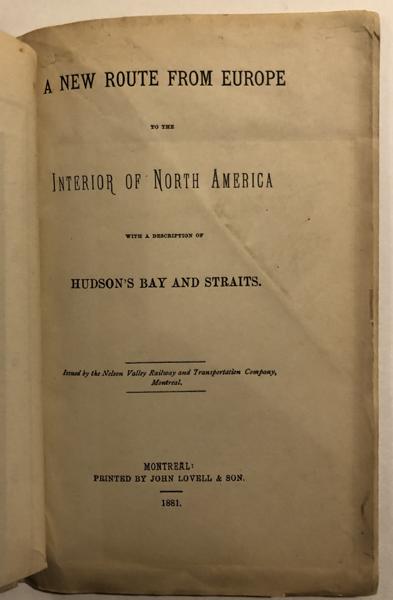 A NEW ROUTE FROM EUROPE
TO THE
INTERIOR OF NORTH AMERICA
WITH A DESCRIPTION OF
HUDSON'S BAY AND STRAITS.
Issued by the Nelson Valley Railway and Transportation Company,
Montreal.
MONTREAL:
PRINTED BY JOHN LOVELL & SON.
1881.